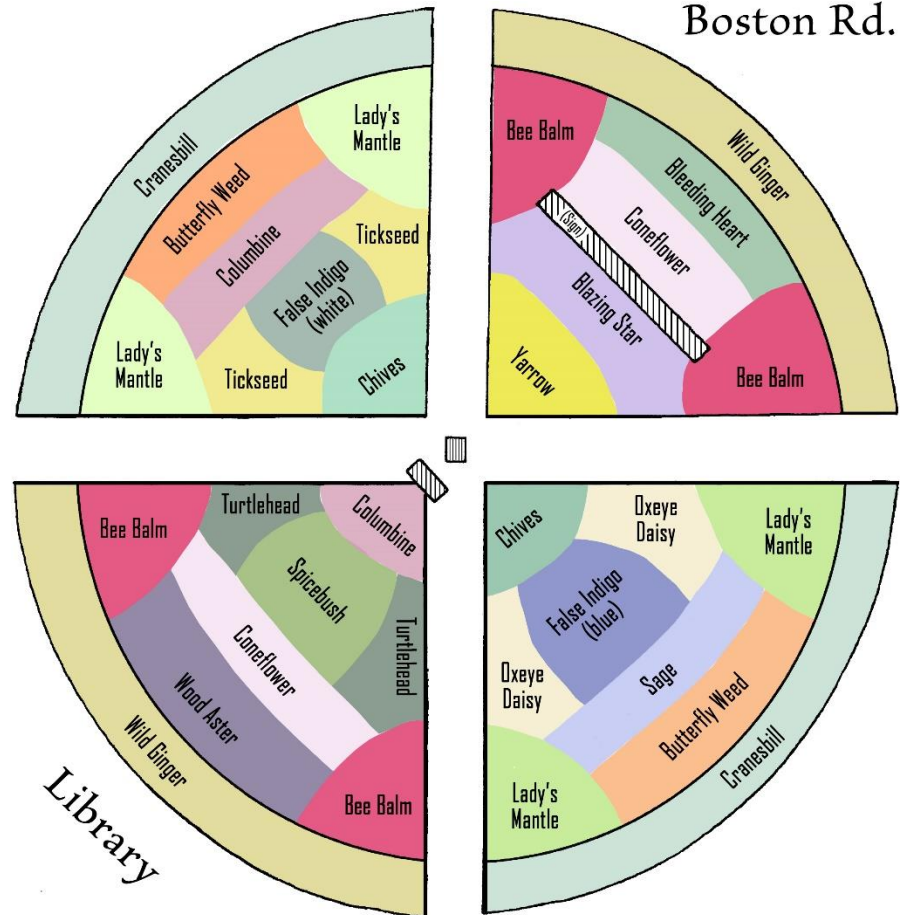 Boston Rd.
Cranesbill
Butterfly Weed
Lady's
Mantle
Columbine
Tickseed
False Indigo
(white)
Lady's
Mantle
Tickseed
Chives
Bee Balm
Wild Ginger
Bleeding Heart
Coneflower
(Sign)
Blazing Star
Yarrow
Bee Balm
Bee Balm
Turtlehead
Columbine
Spicebush
Turtlehead
Coneflower
Wood Aster
Wild Ginger
Bee Balm
Library
Chives
Oxeye
Daisy
Lady's
Mantle
False Indigo
(blue)
Oxeye
Daisy
Sage
Butterfly Weed
Lady's
Mantle
Cranesbill